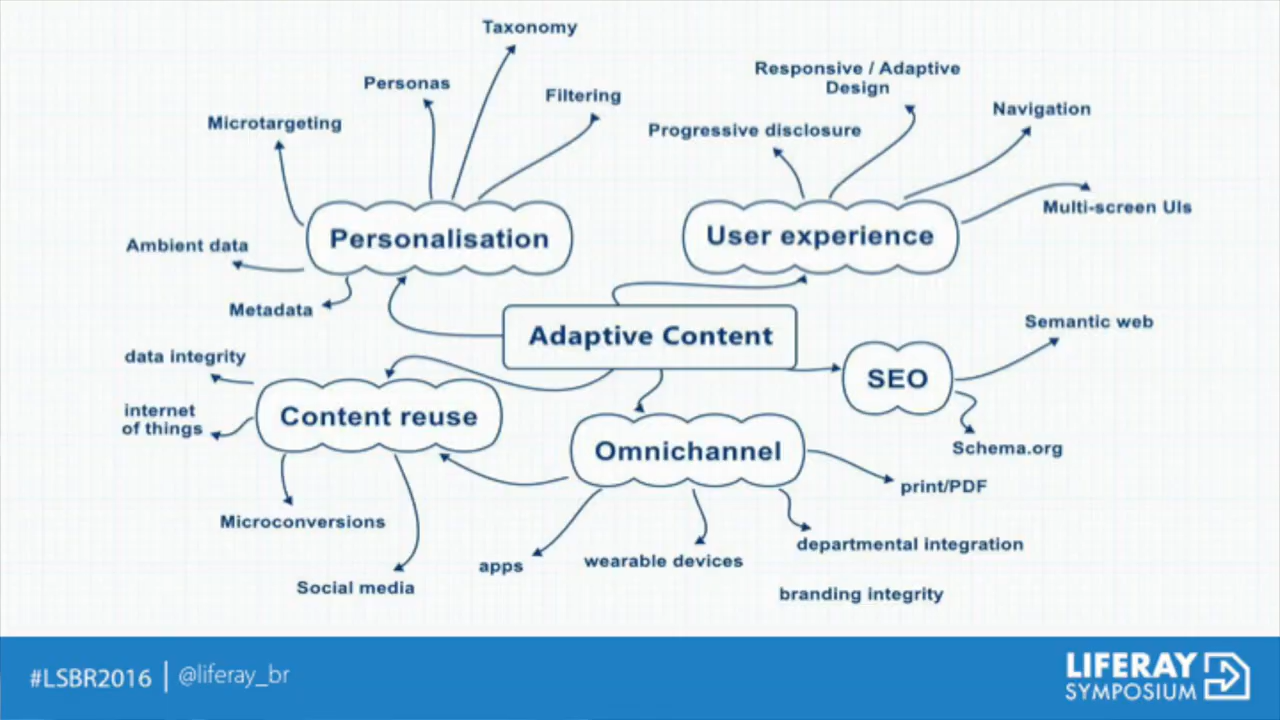 Taxonomy
Responsive / Adaptive
Design
Personas
Filtering
Navigation
Microtargeting
Progressive disclosure
Multi-screen UIs
Personalisation
User experience
Ambient data
Metadata
Adaptive Content
Semantic web
data integrity
SEO
internet
of things
Content reuse
Omnichannel
Schema.org
print/PDF
Microconversions
departmental integration
apps
wearable devices
Social media
branding integrity
#LSBR2016 | @liferay_br
LIFERAY
SYMPOSIUM